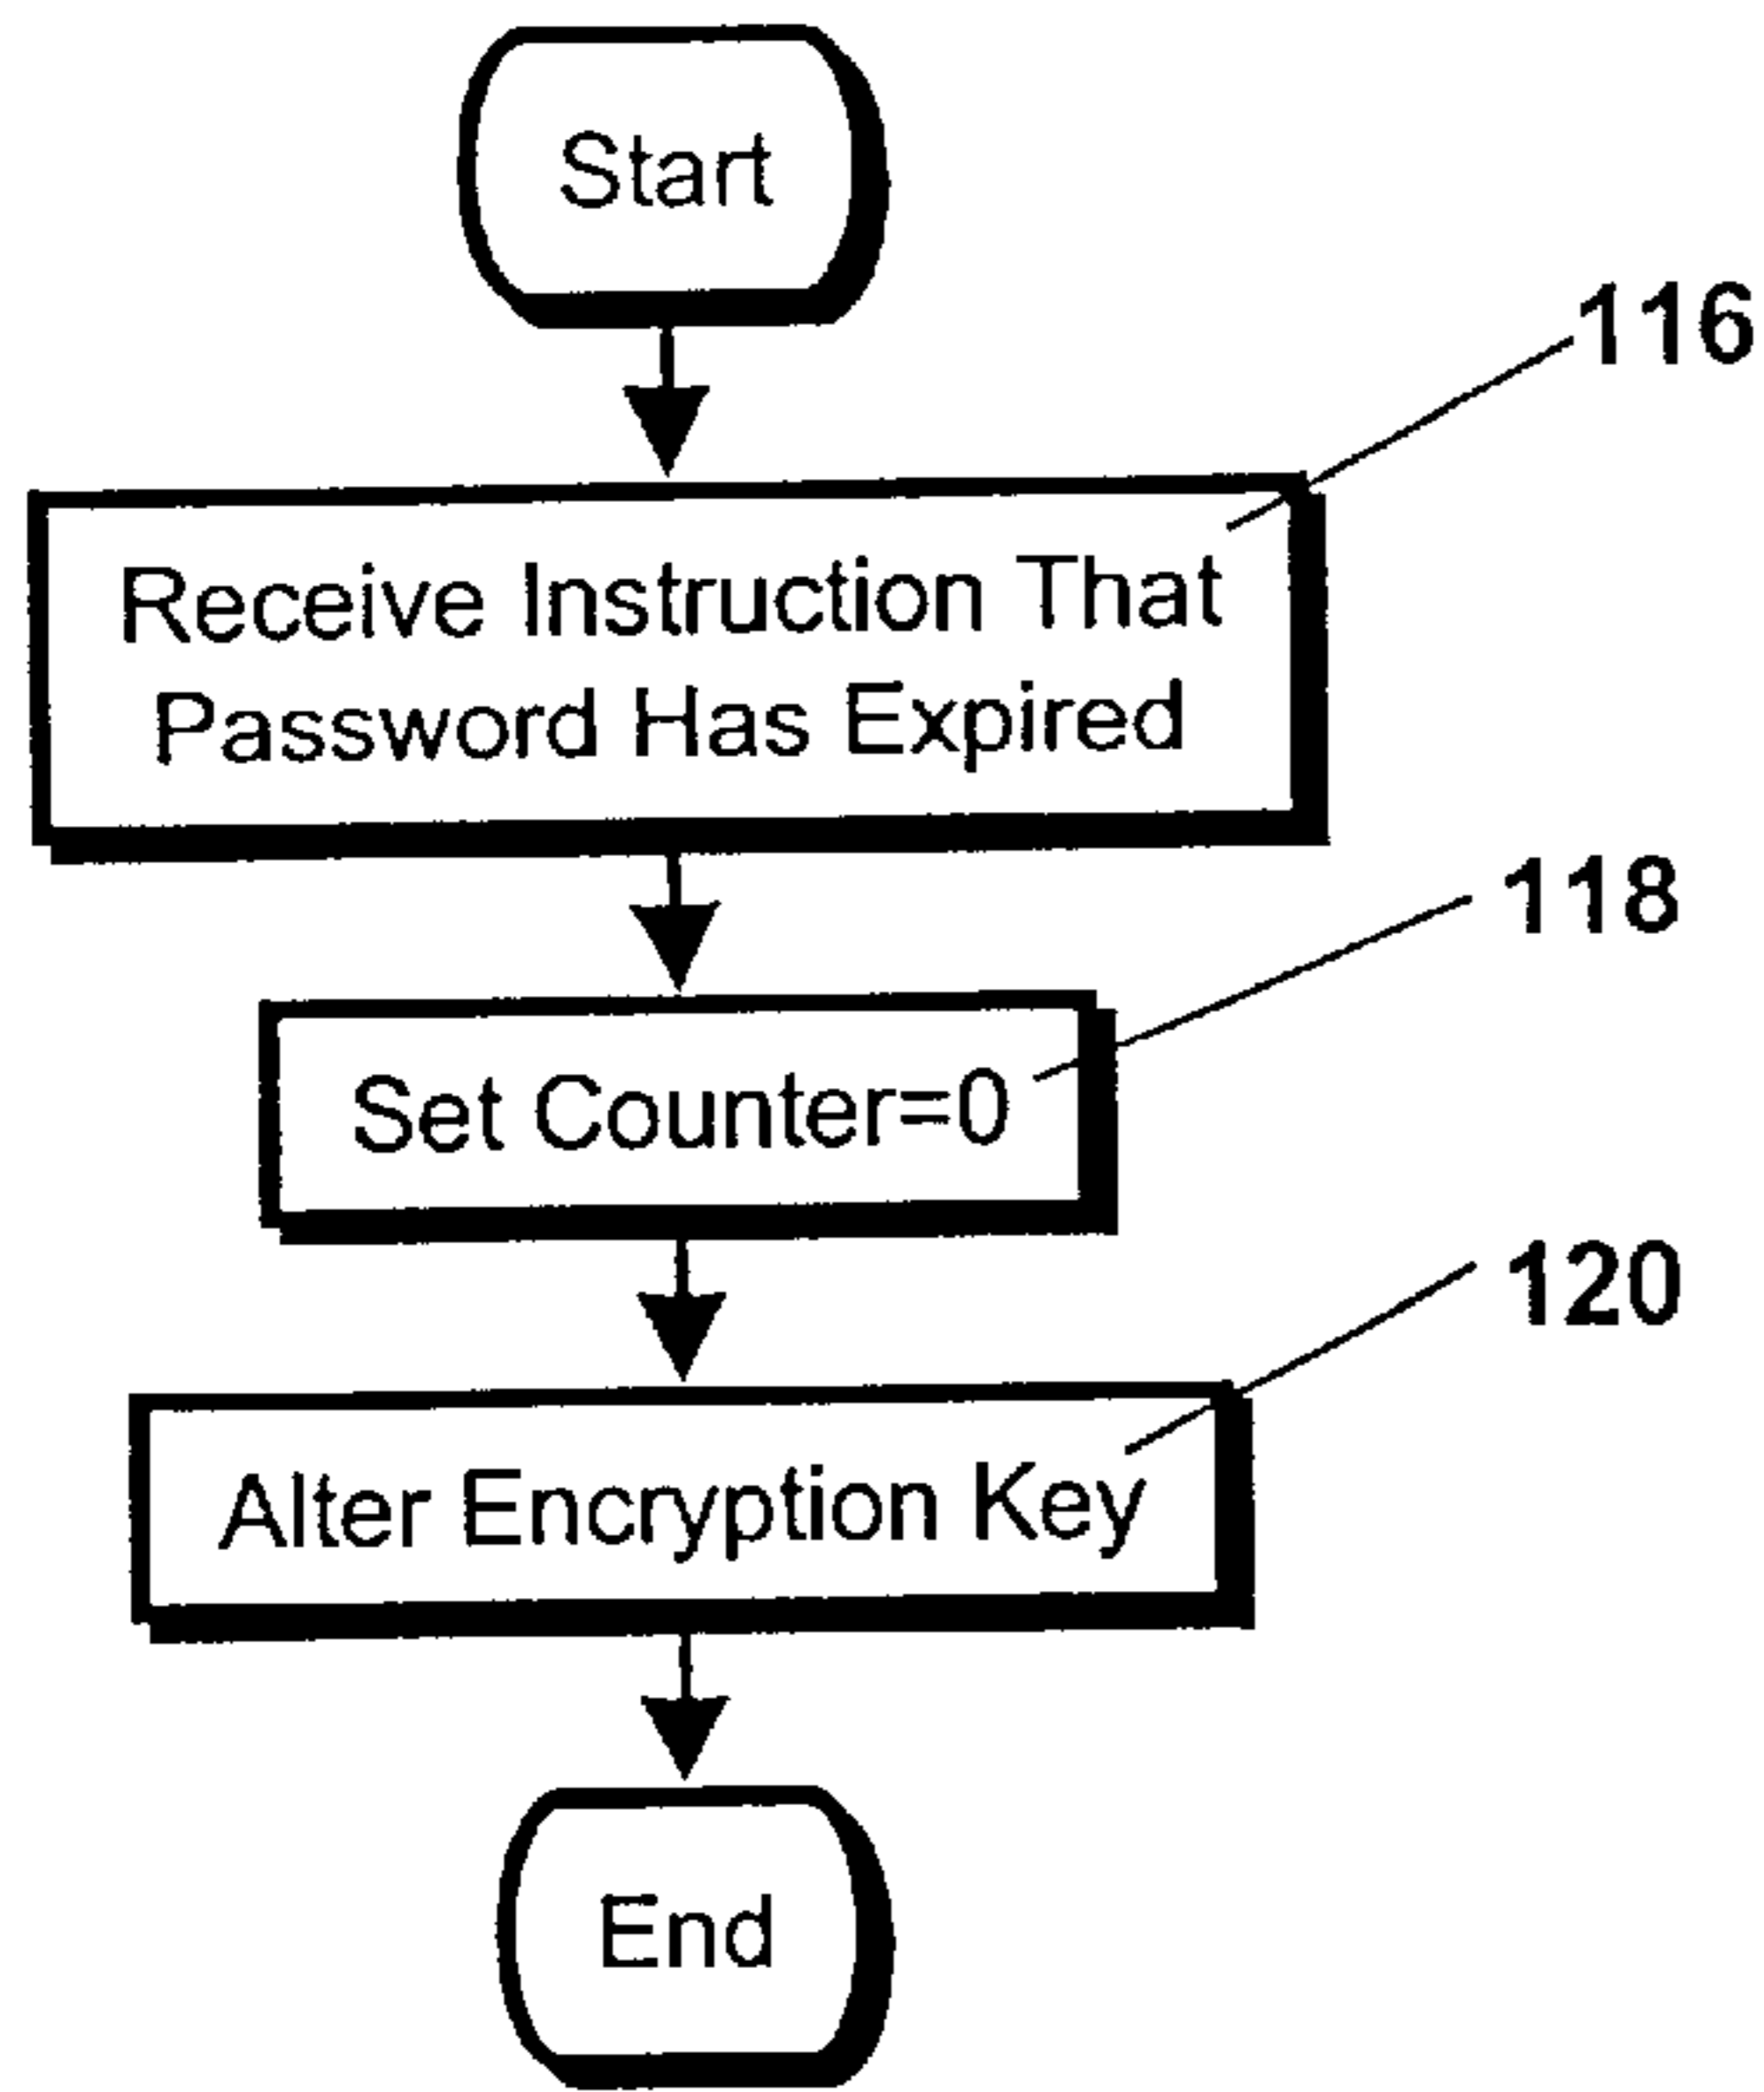 Start
116
Receive Instruction That
Password Has Expired
118
Set Counter=0
120
Alter Encryption Key
End